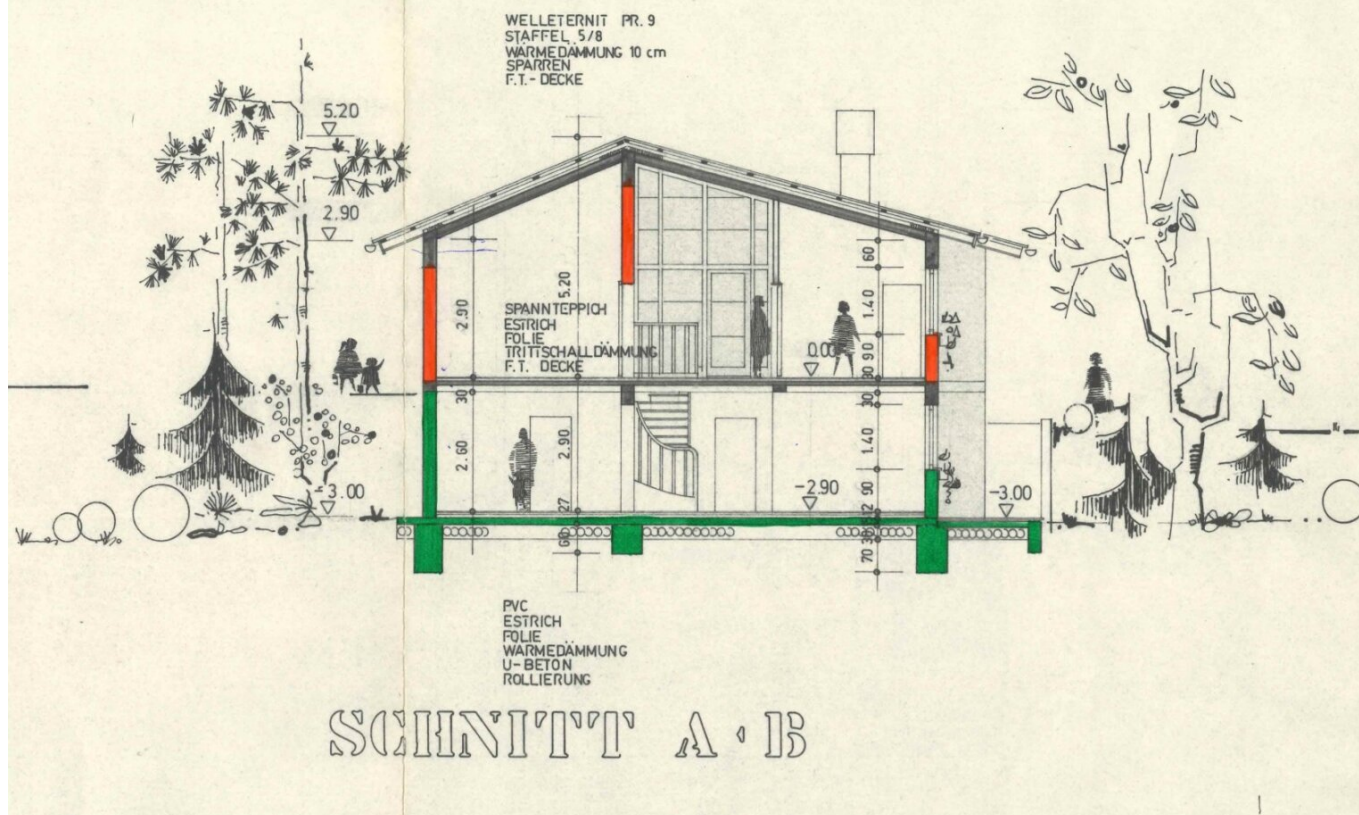 WELLETERNIT PR. 9
STAFFEL 5/8
WÄRMEDÄMMUNG 10 cm
SPARREN
F.T.- DECKE
5.20
2.90
60
2.90
5.20
1.40
SPANNTEPPICH
ESTRICH
FOLIE
TRITTSCHALLDÄMMUNG
F.T. DECKE
0.00
90
30
30
30
2.60
2.90
1.40
-3.00
-2.90
-3.00
27
90
60
70
PVC
ESTRICH
FOLIE
WÄRMEDÄMMUNG
U-BETON
ROLLIERUNG
SCHNITT A·B